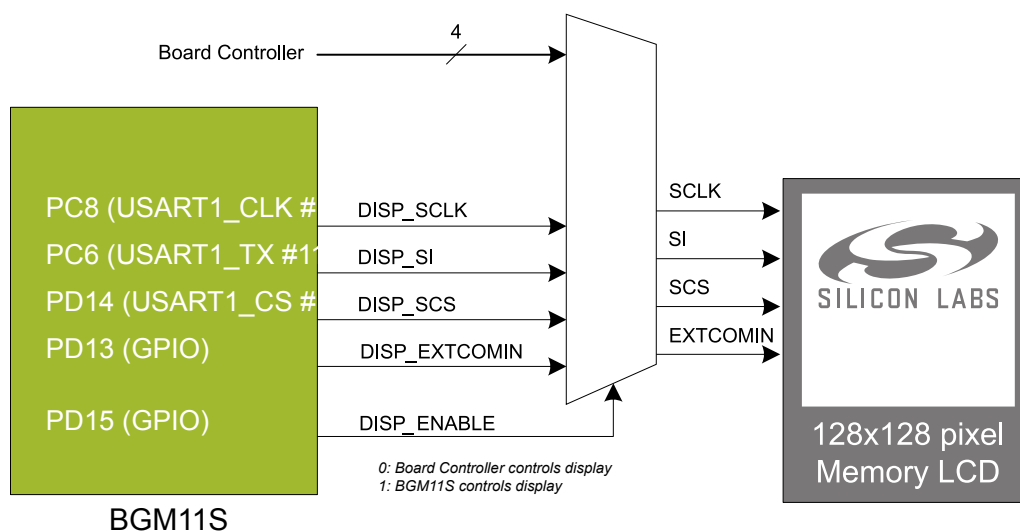 4
Board Controller
PC8 (USART1_CLK #
DISP_SCLK
SCLK
PC6 (USART1_TX #11
DISP_SI
SI
PD14 (USART1_CS #
DISP_SCS
SCS
PD13 (GPIO)
DISP_EXTCOMIN
EXTCOMIN
PD15 (GPIO)
DISP_ENABLE
0: Board Controller controls display
1: BGM11S controls display
SILICON LABS
128x128 pixel
Memory LCD
BGM11S